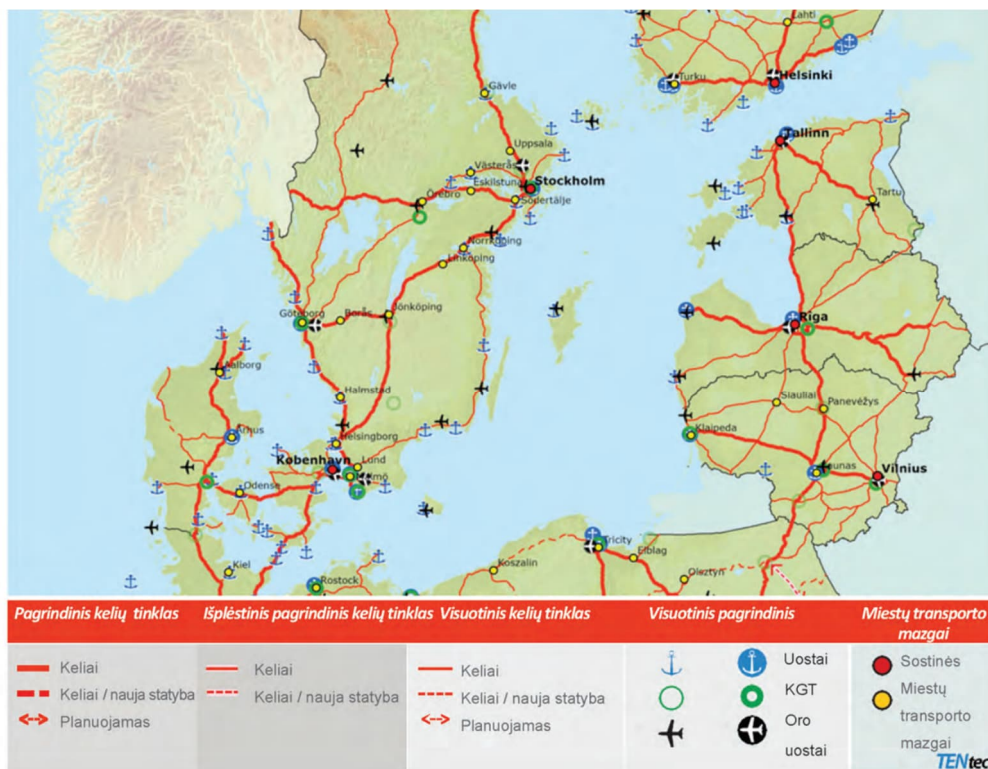 Lahti
Turku
Helsinki
Gävle
Tallinn
Uppsala
Västerås
Eskilstuna
Stockholm
Örebro
Södertälje
Tartu
Norrköping
Linköping
Göteborg
Borås
Jönköping
Riga
Aalborg
Halmstad
Siauliai
Panevėžys
Århus
Helsingborg
Klaipeda
København
Lund
Vilnius
Odense
Tricity
Elblag
Kiel
Koszalin
Olsztyn
Rostock
Pagrindinis kelių tinklas
Išplėstinis pagrindinis kelių tinklas
Visuotinis kelių tinklas
Visuotinis pagrindinis
Miestų transporto
mazgai
Keliai
Keliai / nauja statyba
Planuojamas
Keliai
Keliai / nauja statyba
Keliai
Keliai / nauja statyba
Planuojamas
Uostai
KGT
Oro
uostai
Sostinės
Miestų
transporto
mazgai
TENtec